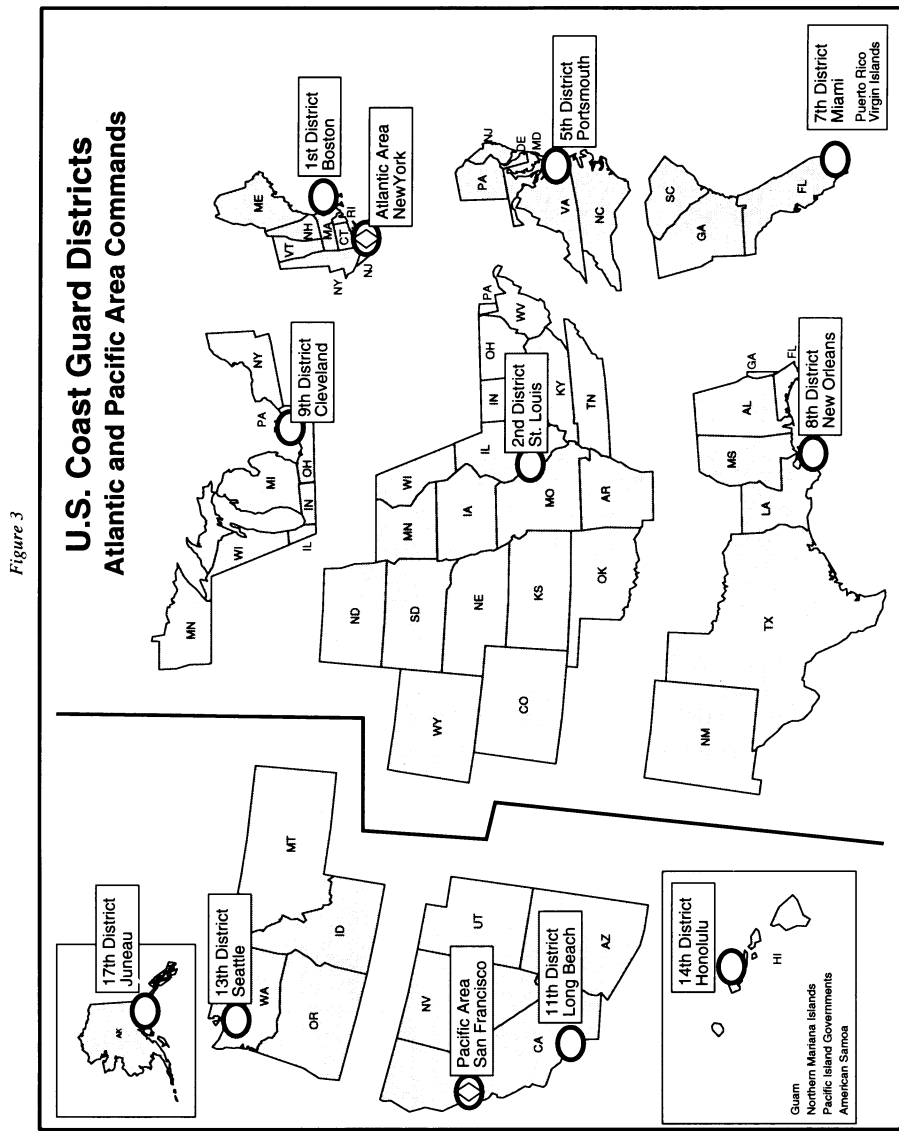 Figure 3
U.S. Coast Guard Districts
Atlantic and Pacific Area Commands
17th District
Juneau
AK
13th District
Seattle
WA
MT
OR
ID
Pacific Area
San Francisco
NV
UT
CA
AZ
11th District
Long Beach
14th District
Honolulu
HI
Guam
Northern Mariana Islands
Pacific Island Governments
American Samoa
MN
WI
MI
IL
IN
OH
PA
NY
9th District
Cleveland
ND
SD
NE
KS
OK
WY
CO
MN
WI
IA
IL
MO
AR
IN
OH
PA
WV
KY
TN
2nd District
St. Louis
NM
TX
LA
MS
AL
GA
FL
8th District
New Orleans
ME
VT
NH
MA
CT
RI
NY
NJ
1st District
Boston
Atlantic Area
NewYork
PA
NJ
DE
MD
VA
NC
5th District
Portsmouth
SC
GA
FL
7th District
Miami
Puerto Rico
Virgin Islands